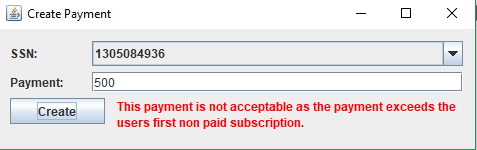 Create Payment
SSN: 1305084936
Payment: 500
Create
This payment is not acceptable as the payment exceeds the
users first non paid subscription.